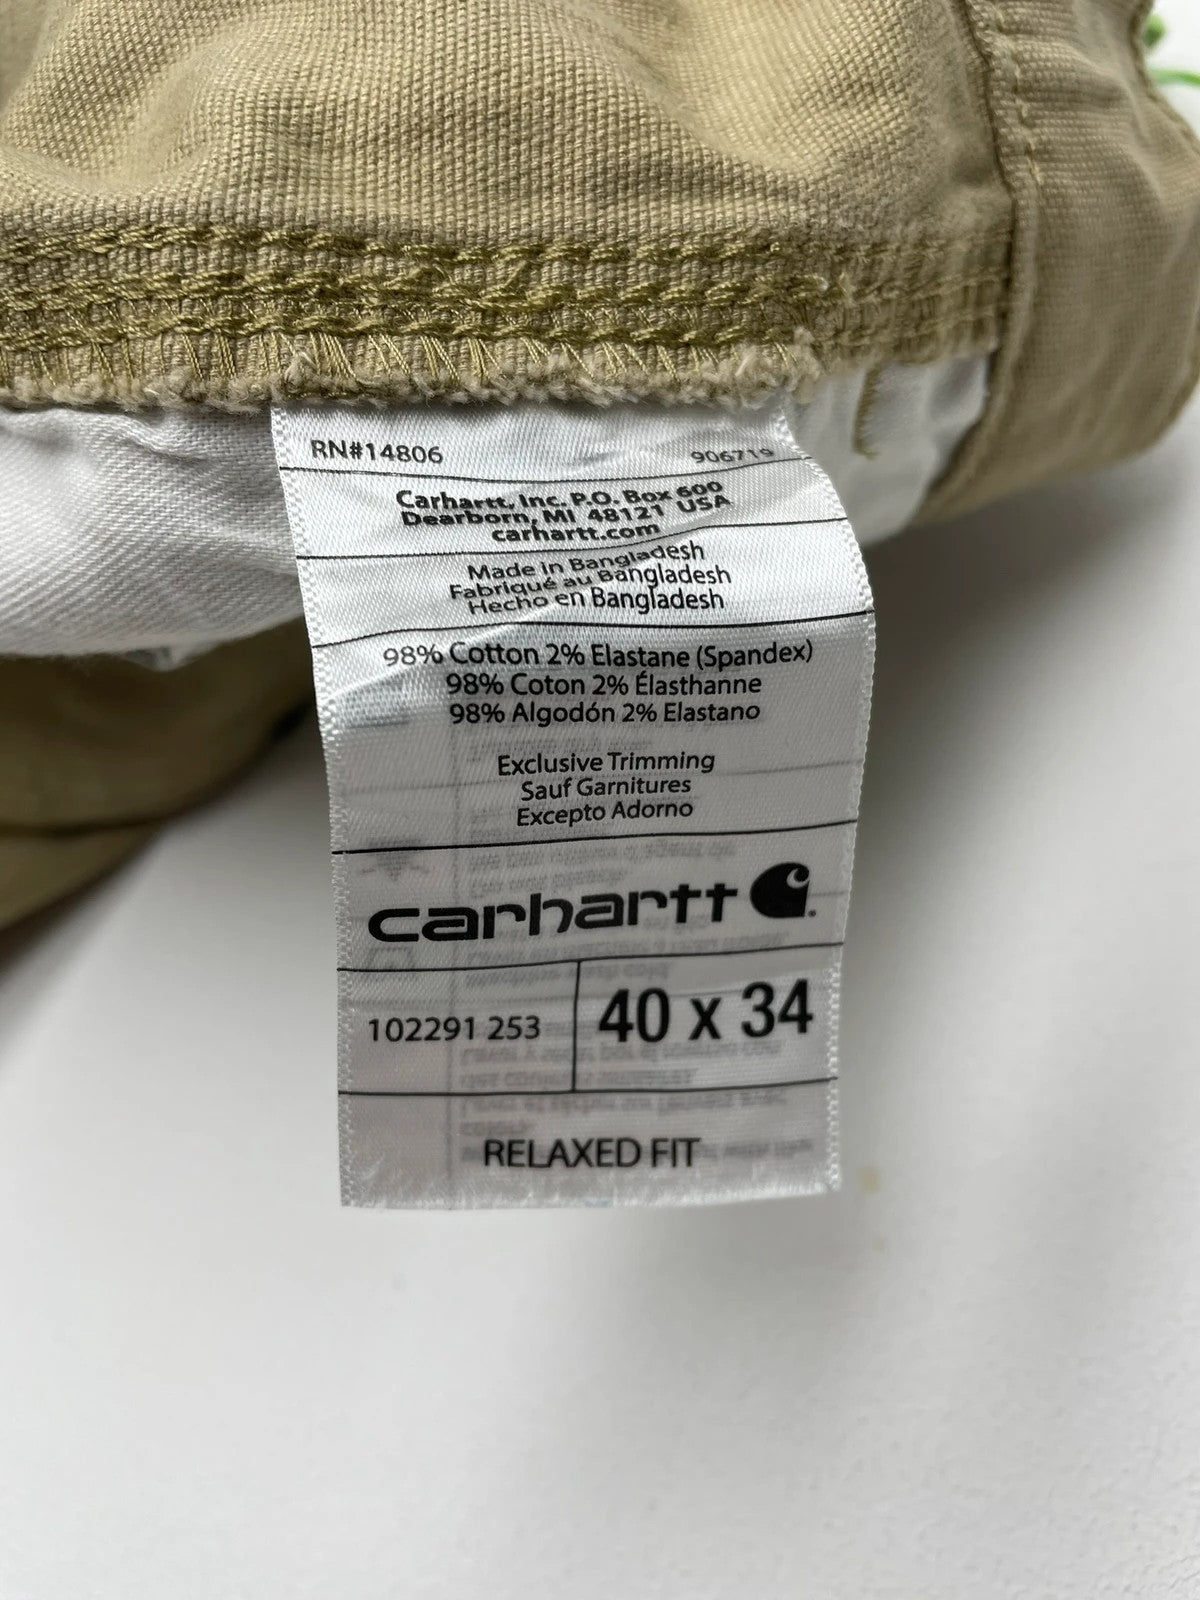 RN#14806 906719
Carhartt, Inc. P.O. Box 600
Dearborn, MI 48121 USA
carhartt.com
Made in Bangladesh
Fabriqué au Bangladesh
Hecho en Bangladesh
98% Cotton 2% Elastane (Spandex)
98% Coton 2% Élasthanne
98% Algodón 2% Elastano
Exclusive Trimming
Sauf Garnitures
Excepto Adorno
carhartt
102291 253 40 x 34
RELAXED FIT